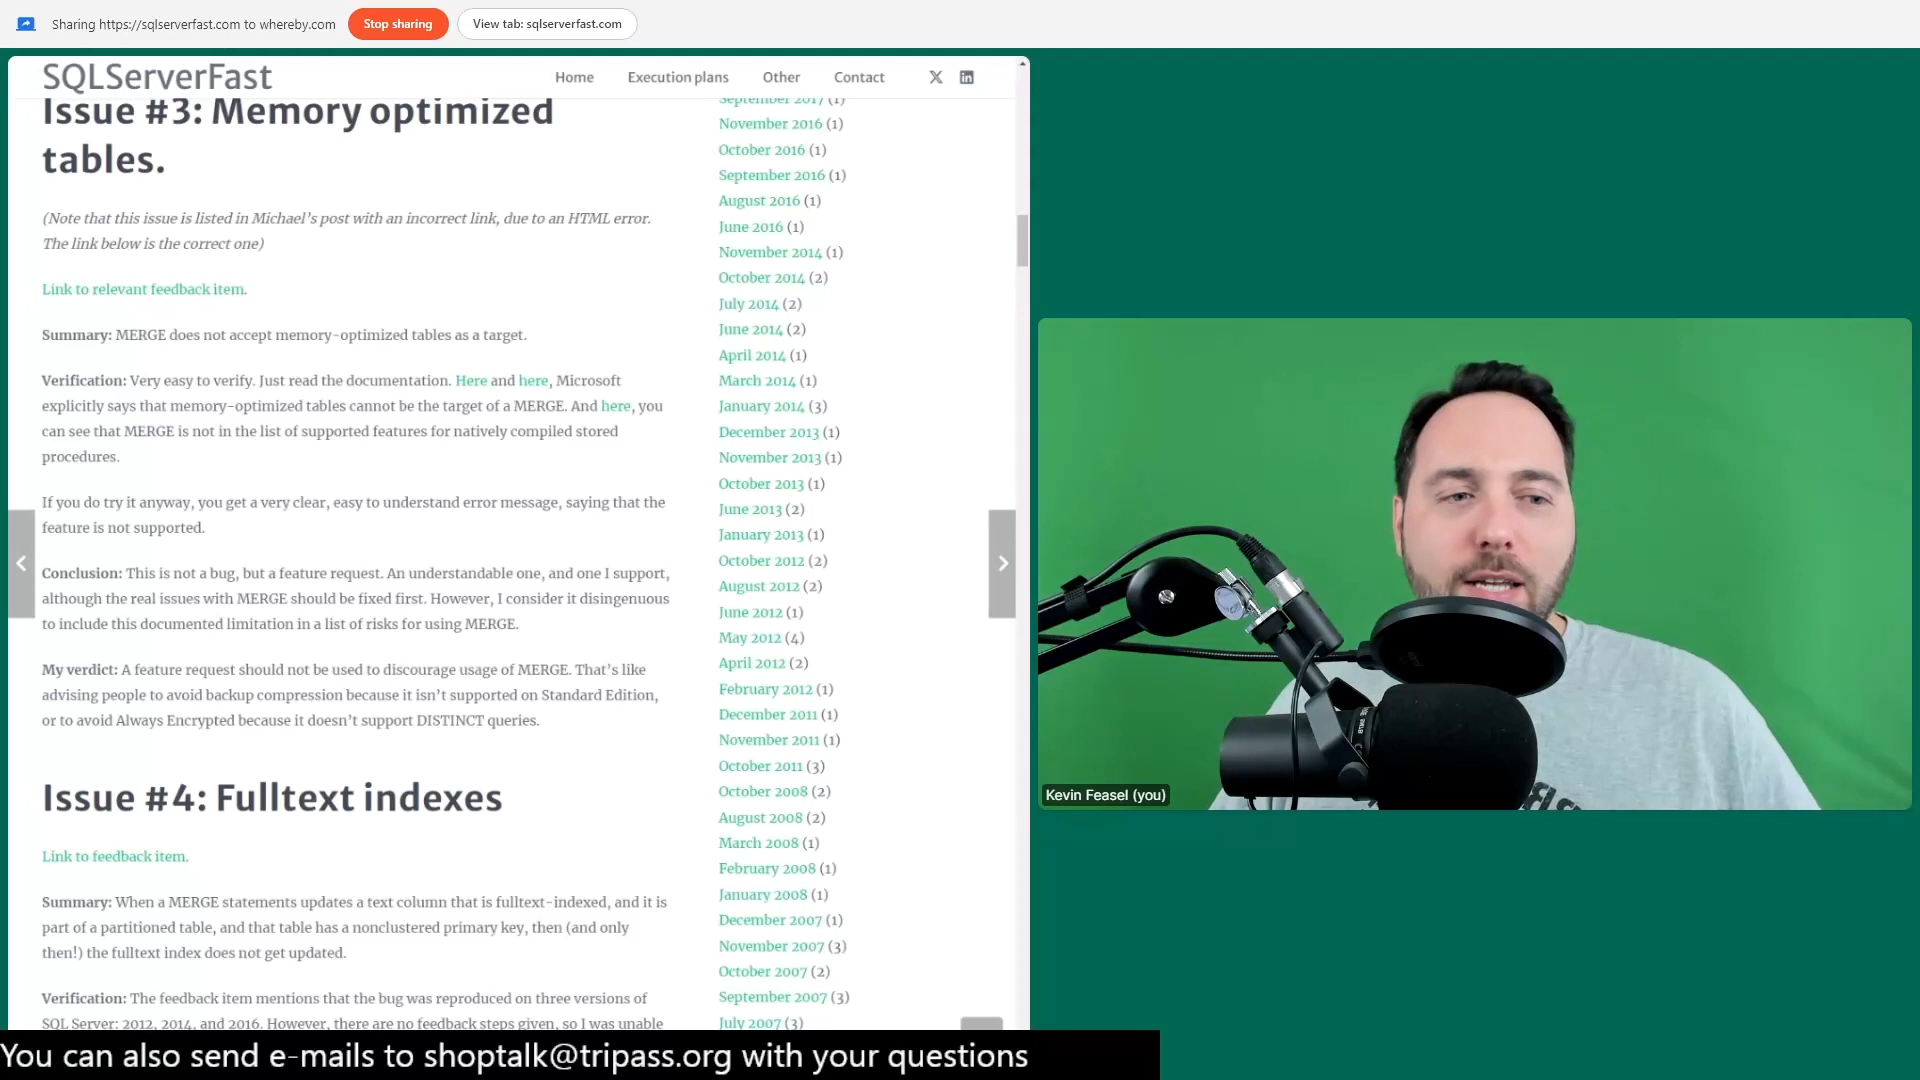 Sharing https://sqlserverfast.com to whereby.com
Stop sharing
View tab: sqlserverfast.com
SQLServerFast
Home
Execution plans
Other
Contact
Issue #3: Memory optimized
tables.
(Note that this issue is listed in Michael's post with an incorrect link, due to an HTML error.
The link below is the correct one)
Link to relevant feedback item.
Summary: MERGE does not accept memory-optimized tables as a target.
Verification: Very easy to verify. Just read the documentation. Here and here, Microsoft
explicitly says that memory-optimized tables cannot be the target of a MERGE. And here, you
can see that MERGE is not in the list of supported features for natively compiled stored
procedures.
If you do try it anyway, you get a very clear, easy to understand error message, saying that the
feature is not supported.
Conclusion: This is not a bug, but a feature request. An understandable one, and one I support,
although the real issues with MERGE should be fixed first. However, I consider it disingenuous
to include this documented limitation in a list of risks for using MERGE.
My verdict: A feature request should not be used to discourage usage of MERGE. That's like
advising people to avoid backup compression because it isn't supported on Standard Edition,
or to avoid Always Encrypted because it doesn't support DISTINCT queries.
Issue #4: Fulltext indexes
Link to feedback item.
Summary: When a MERGE statements updates a text column that is fulltext-indexed, and it is
part of a partitioned table, and that table has a nonclustered primary key, then (and only
then!) the fulltext index does not get updated.
Verification: The feedback item mentions that the bug was reproduced on three versions of
SQL Server: 2012, 2014, and 2016. However, there are no feedback steps given, so I was unable
September 2017 (1)
November 2016 (1)
October 2016 (1)
September 2016 (1)
August 2016 (1)
June 2016 (1)
November 2014 (1)
October 2014 (2)
July 2014 (2)
June 2014 (2)
April 2014 (1)
March 2014 (1)
January 2014 (3)
December 2013 (1)
November 2013 (1)
October 2013 (1)
June 2013 (2)
January 2013 (1)
October 2012 (2)
August 2012 (2)
June 2012 (1)
May 2012 (4)
April 2012 (2)
February 2012 (1)
December 2011 (1)
November 2011 (1)
October 2011 (3)
October 2008 (2)
August 2008 (2)
March 2008 (1)
February 2008 (1)
January 2008 (1)
December 2007 (1)
November 2007 (3)
October 2007 (2)
September 2007 (3)
July 2007 (3)
Kevin Feasel (you)
You can also send e-mails to shoptalk@tripass.org with your questions